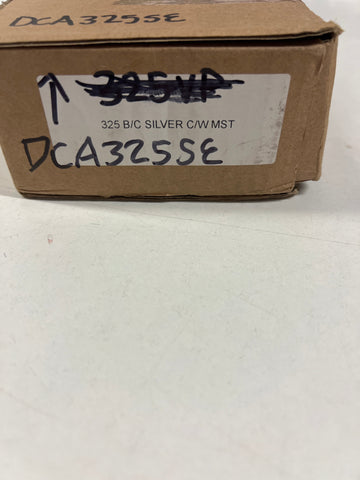 DCA325SE
325VP
325 B/C SILVER C/W MST
DCA325SE